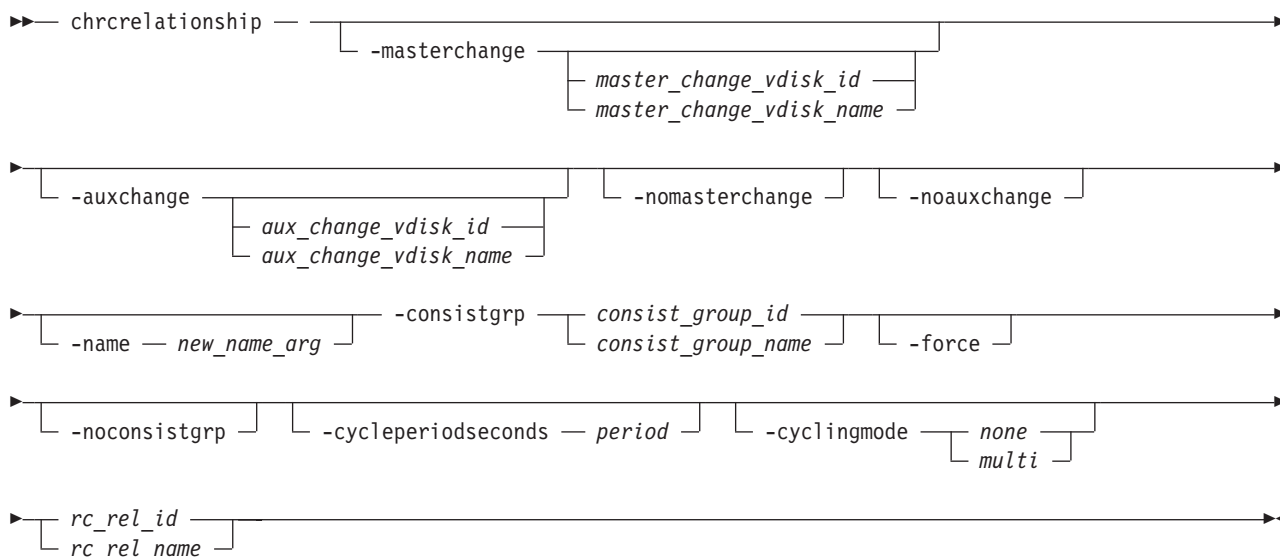 chrcrelationship
-masterchange
master_change_vdisk_id
master_change_vdisk_name
-auxchange
aux_change_vdisk_id
aux_change_vdisk_name
-nomasterchange
-noauxchange
-name new_name_arg
-consistgrp
consist_group_id
consist_group_name
-force
-noconsistgrp
-cycleperiodseconds period
-cyclingmode
none
multi
rc_rel_id
rc_rel_name